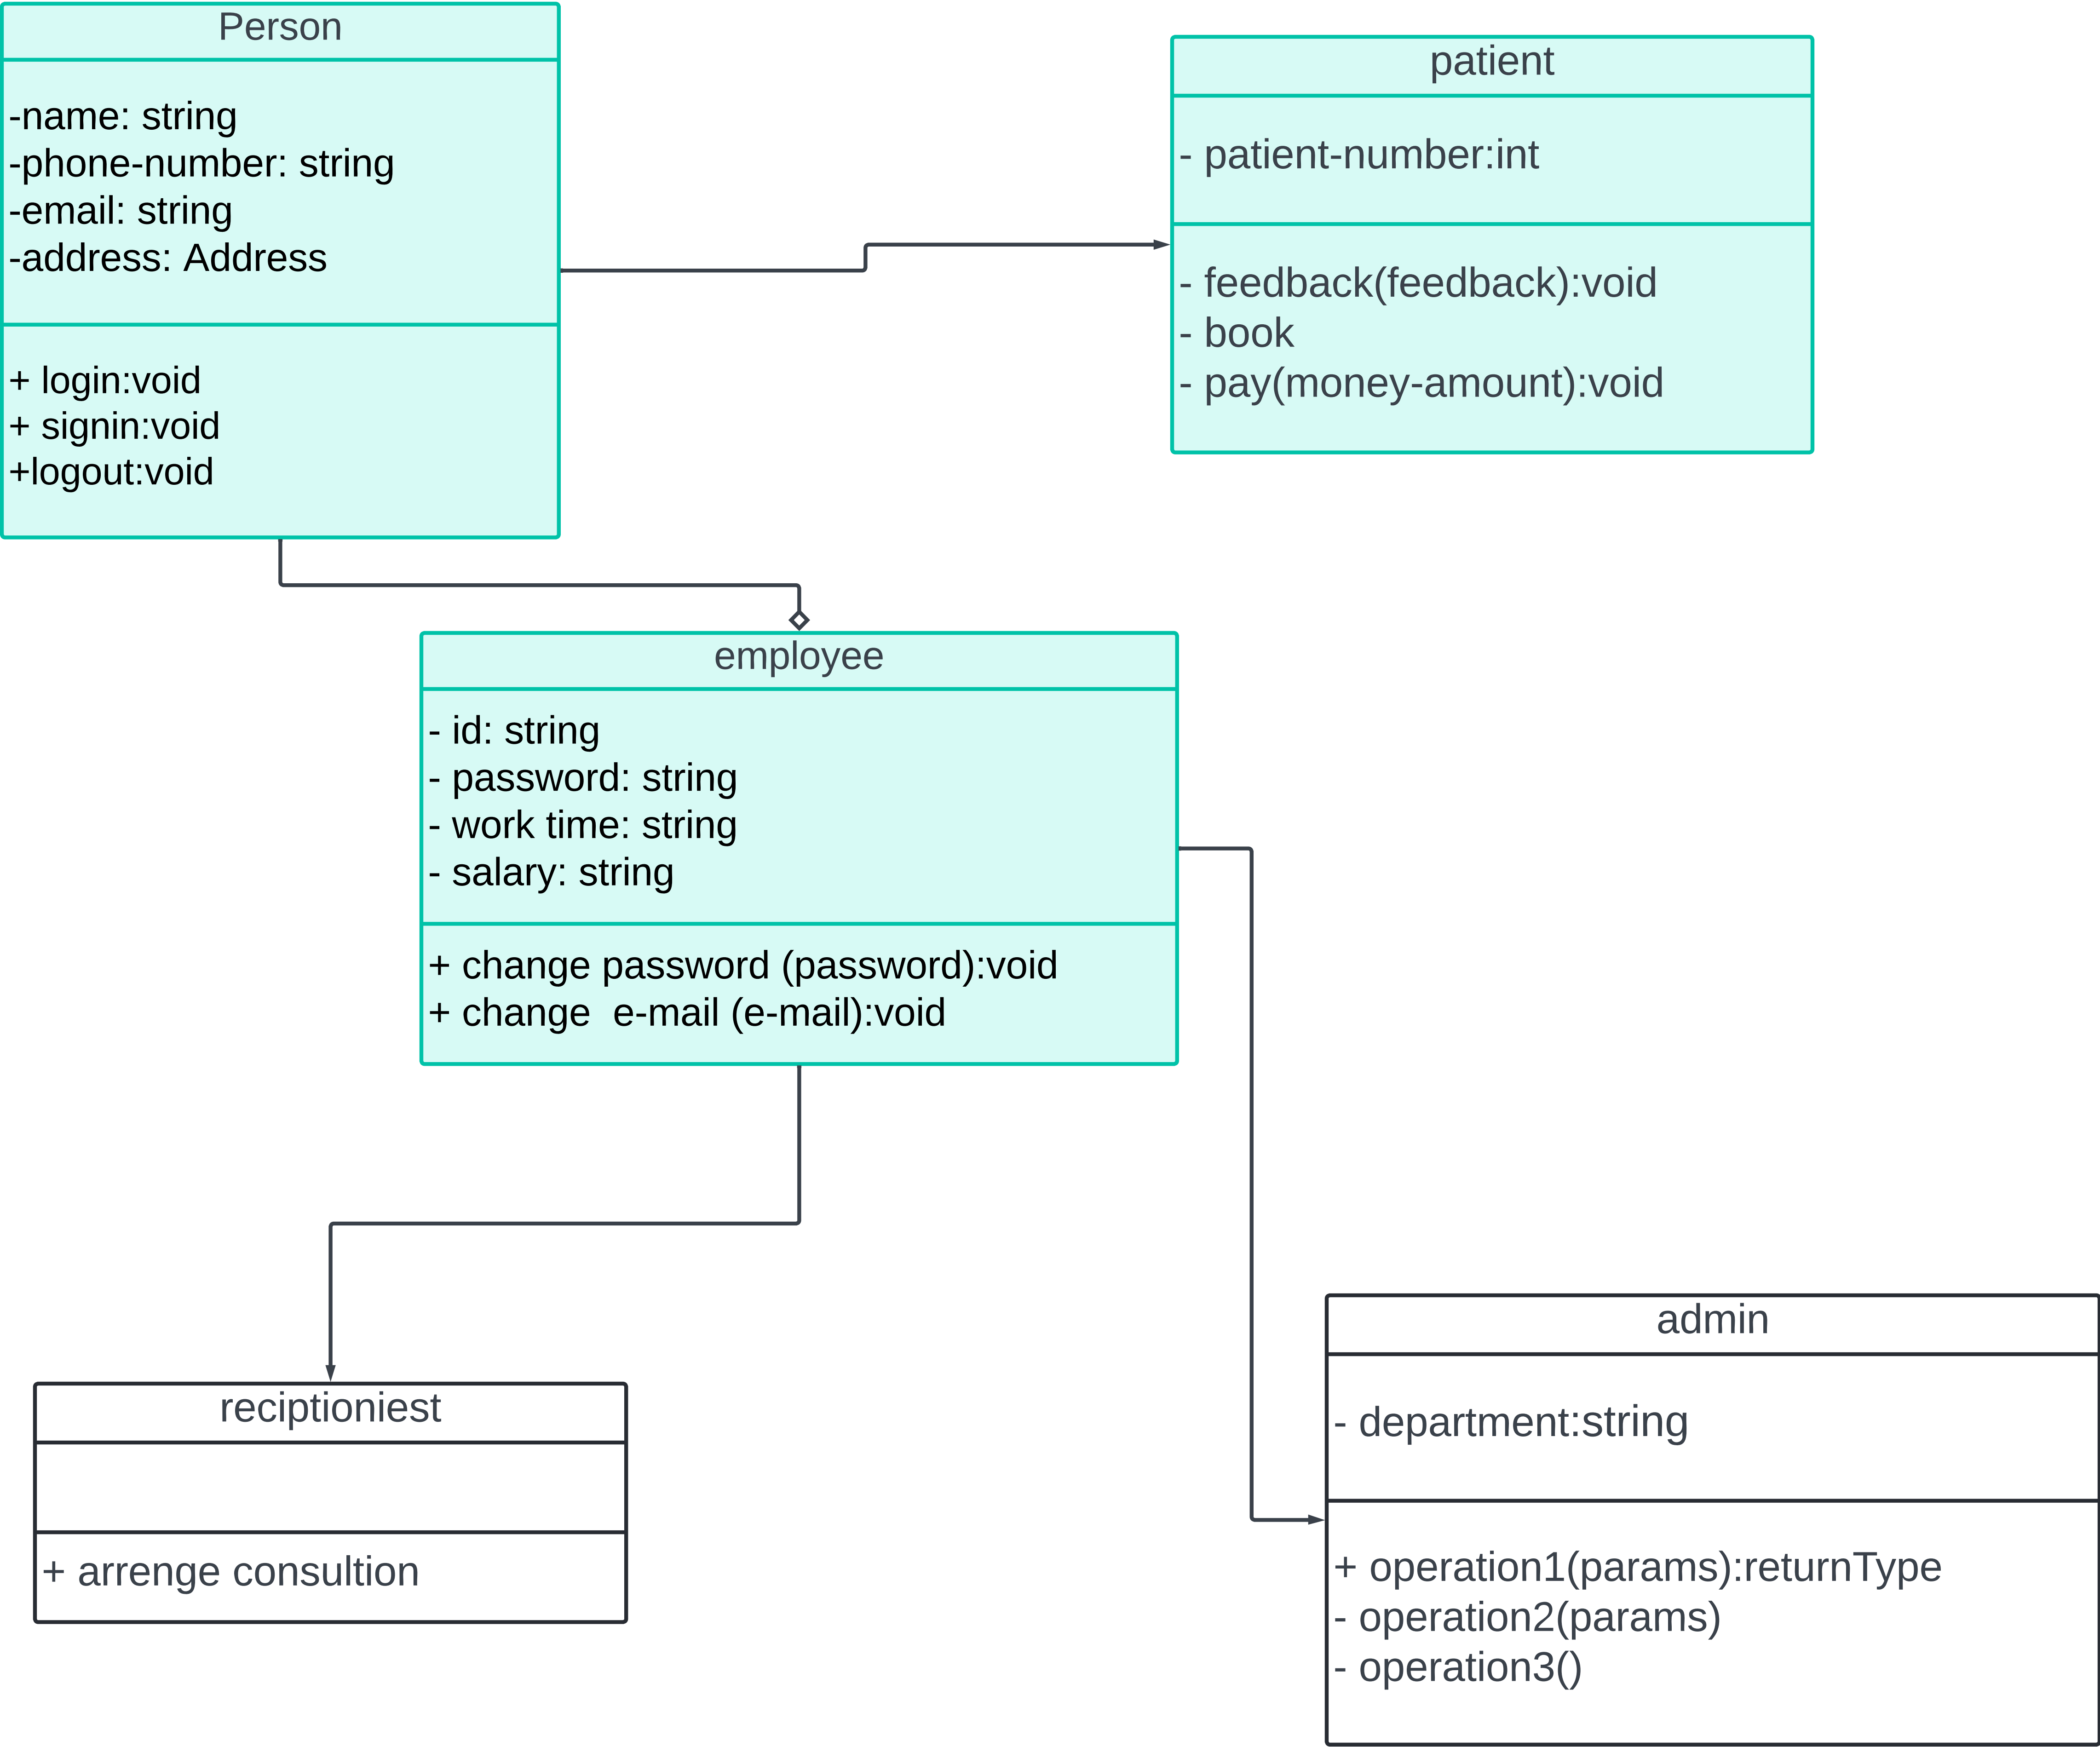 Person
-name: string
-phone-number: string
-email: string
-address: Address
+ login:void
+ signin:void
+logout:void
patient
- patient-number:int
- feedback(feedback):void
- book
- pay(money-amount):void
employee
- id: string
- password: string
- work time: string
- salary: string
+ change password (password):void
+ change  e-mail (e-mail):void
reciptioniest
+ arrenge consultion
admin
- department:string
+ operation1(params):returnType
- operation2(params)
- operation3()